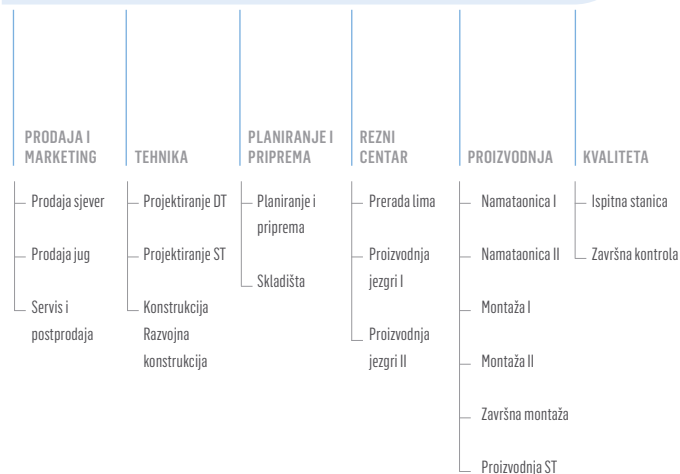 PRODAJA I
MARKETING
Prodaja sjever
Prodaja jug
Servis i
postprodaja
TEHNIKA
Projektiranje DT
Projektiranje ST
Konstrukcija
Razvojna
konstrukcija
PLANIRANJE I
PRIPREMA
Planiranje i
priprema
Skladišta
REZNI
CENTAR
Prerada lima
Proizvodnja
jezgri I
Proizvodnja
jezgri II
PROIZVODNJA
Namataonica I
Namataonica II
Montaža I
Montaža II
Završna montaža
Proizvodnja ST
KVALITETA
Ispitna stanica
Završna kontrola